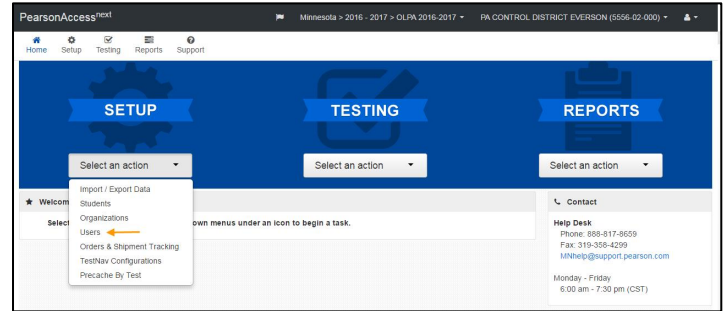 PearsonAccessnext
Minnesota > 2016 - 2017 > OLPA 2016-2017
PA CONTROL DISTRICT EVERSON (5556-02-000)
Home
Setup
Testing
Reports
Support
SETUP
TESTING
REPORTS
Select an action
Select an action
Select an action
Import / Export Data
Students
Organizations
Users
Orders & Shipment Tracking
TestNav Configurations
Precache By Test
Welcom
Select
own menus under an icon to begin a task.
Contact
Help Desk
Phone: 888-817-8659
Fax: 319-358-4299
MNhelp@support.pearson.com
Monday - Friday
6:00 am - 7:30 pm (CST)